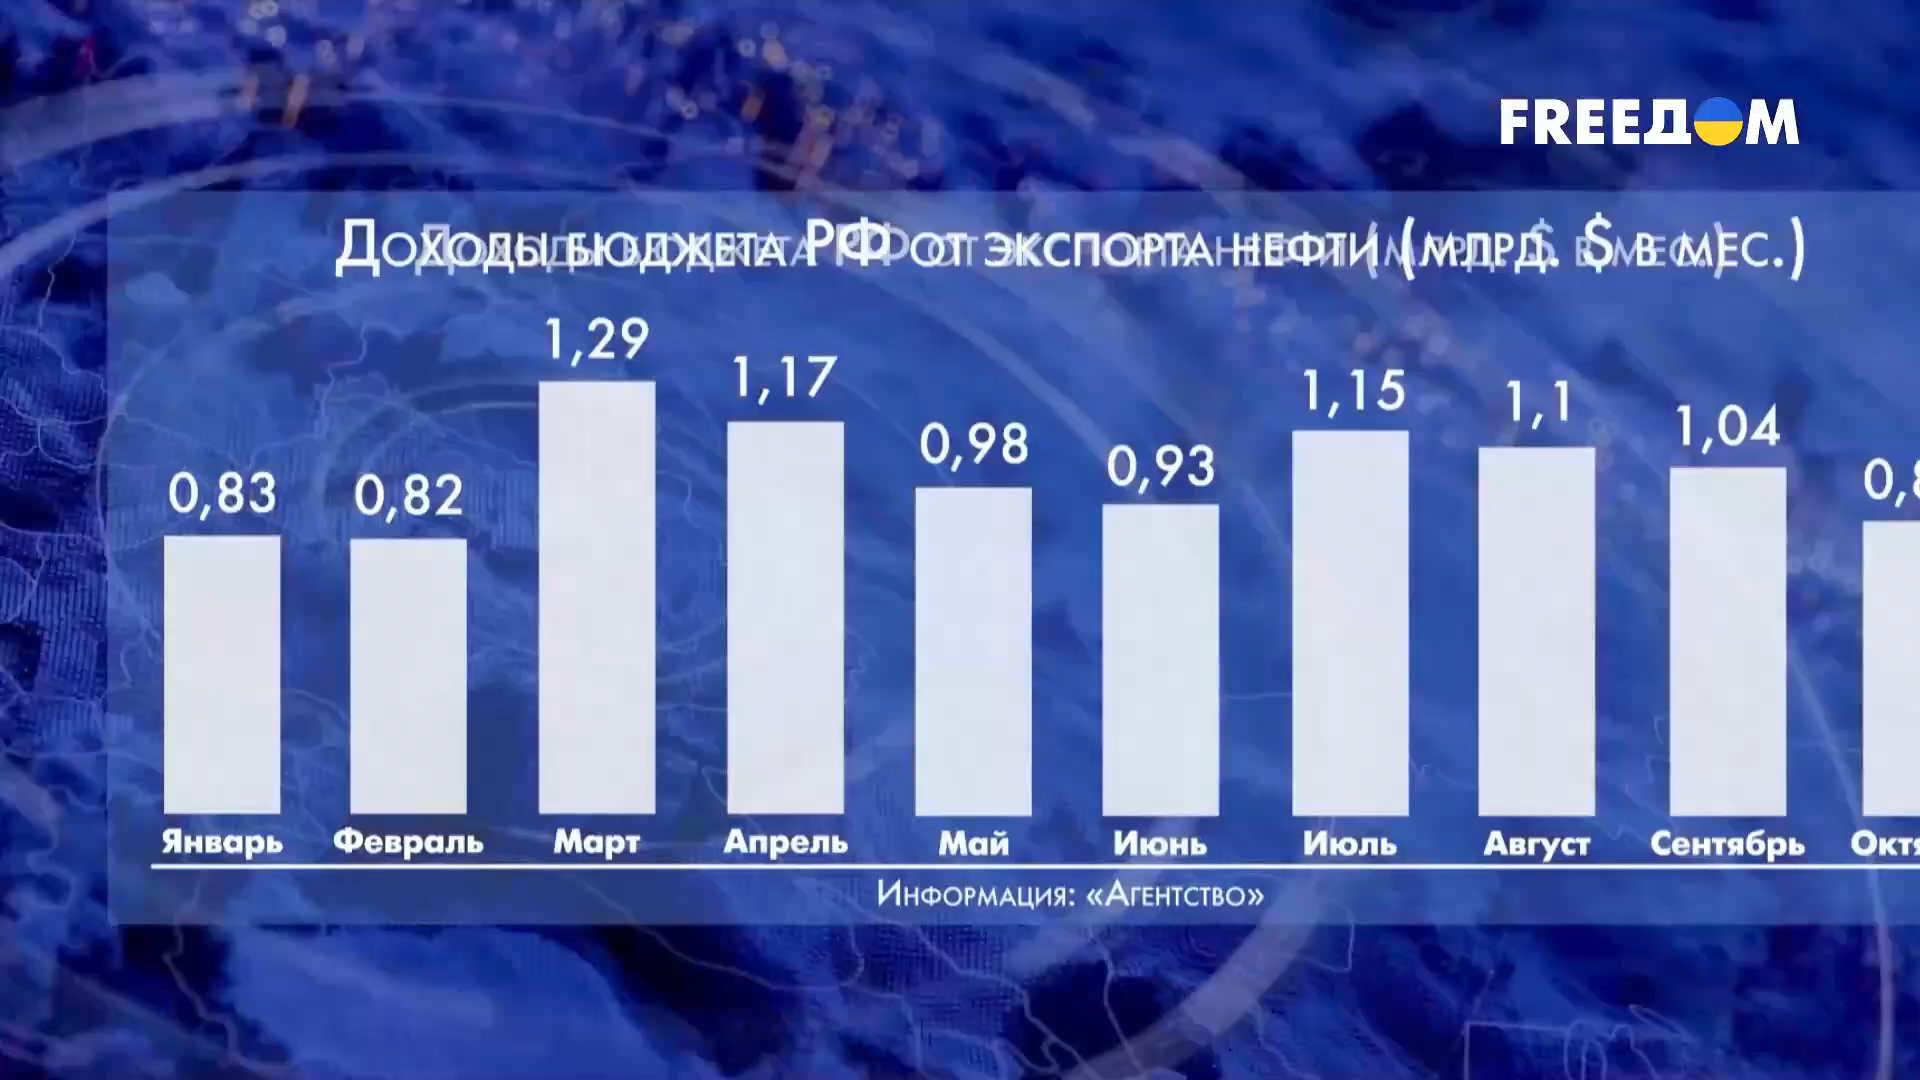 FREEДОM
Доходы бюджета РФ от экспорта нефти (млрд. $ в мес.)
1,29
1,17
1,15
1,1
1,04
0,98
0,93
0,83
0,82
Январь Февраль Март Апрель Май Июнь Июль Август Сентябрь
Информация: «Агентство»